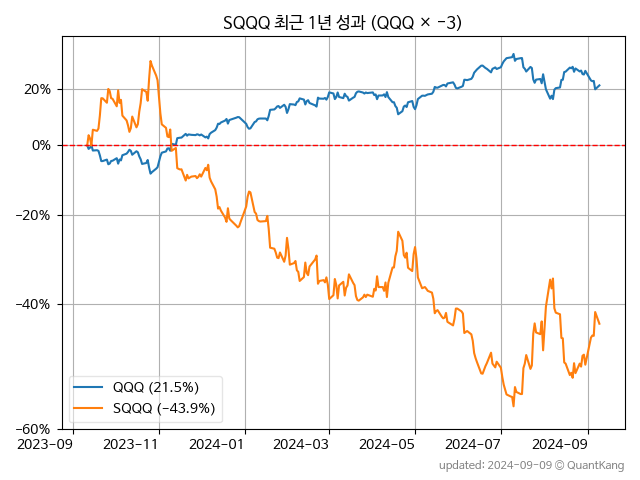 SQQQ 최근 1년 성과 (QQQ × −3)
20%
0%
−20%
−40%
−60%
QQQ (21.5%)
SQQQ (−43.9%)
2023-09 2023-11 2024-01 2024-03 2024-05 2024-07 2024-09
updated: 2024-09-09 © QuantKang